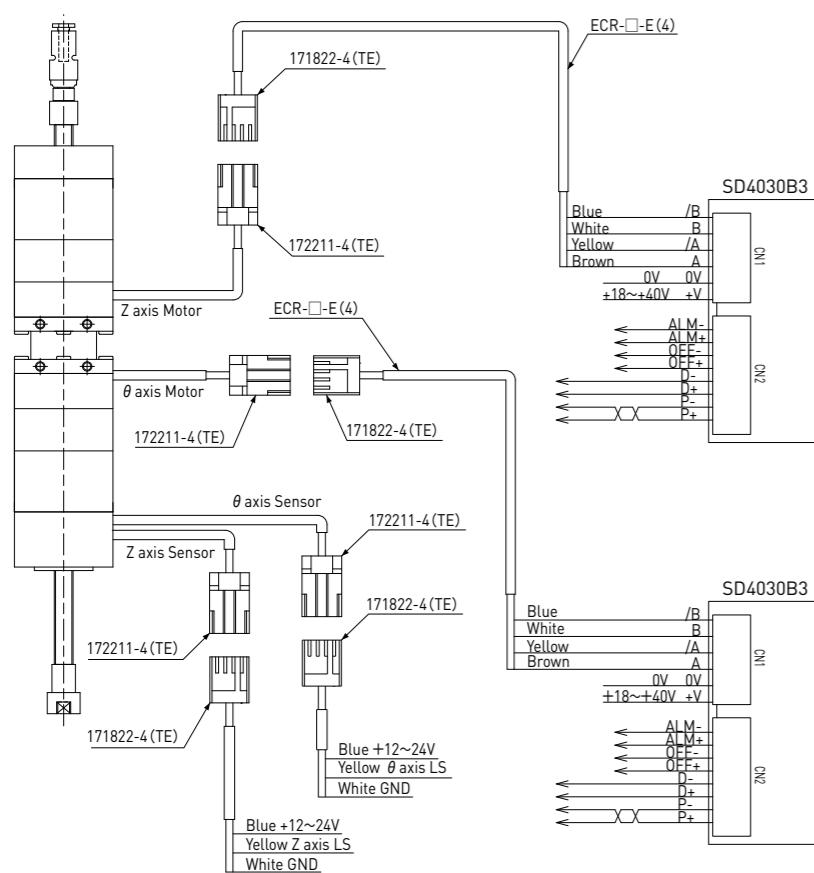 ECR-□-E(4)
171822-4(TE)
SD4030B3
172211-4(TE)
Blue /B
White B
Yellow /A
Brown A
0V 0V
+18~+40V +V
CN1
Z axis Motor
ECR-□-E(4)
ALM-
ALM+
OFF-
OFF+
D-
D+
P-
P+
CN2
θ axis Motor
172211-4(TE)
171822-4(TE)
θ axis Sensor
Z axis Sensor
172211-4(TE)
171822-4(TE)
172211-4(TE)
171822-4(TE)
SD4030B3
Blue /B
White B
Yellow /A
Brown A
0V 0V
+18~+40V +V
CN1
ALM-
ALM+
OFF-
OFF+
D-
D+
P-
P+
CN2
Blue +12~24V
Yellow θ axis LS
White GND
Blue +12~24V
Yellow Z axis LS
White GND